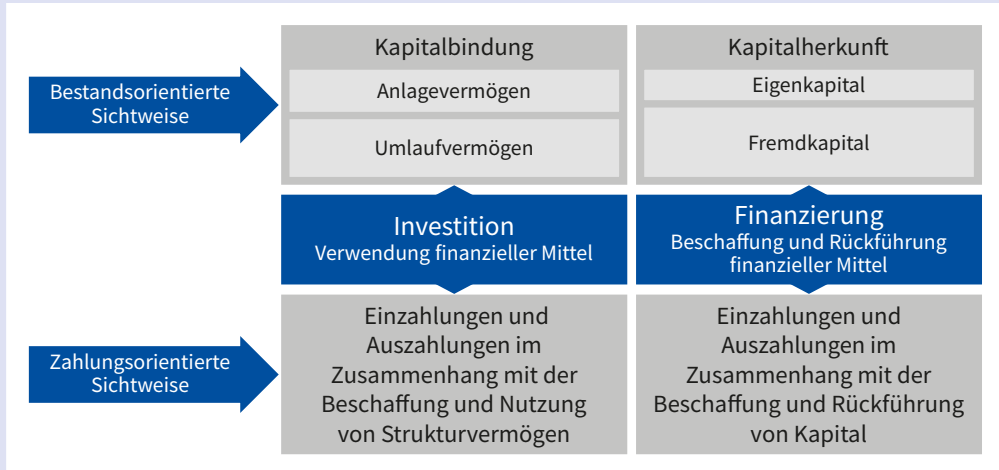 Bestandsorientierte
Sichtweise
Kapitalbindung
Anlagevermögen
Umlaufvermögen
Kapitalherkunft
Eigenkapital
Fremdkapital
Investition
Verwendung finanzieller Mittel
Finanzierung
Beschaffung und Rückführung
finanzieller Mittel
Zahlungsorientierte
Sichtweise
Einzahlungen und
Auszahlungen im
Zusammenhang mit der
Beschaffung und Nutzung
von Strukturvermögen
Einzahlungen und
Auszahlungen im
Zusammenhang mit der
Beschaffung und Rückführung
von Kapital